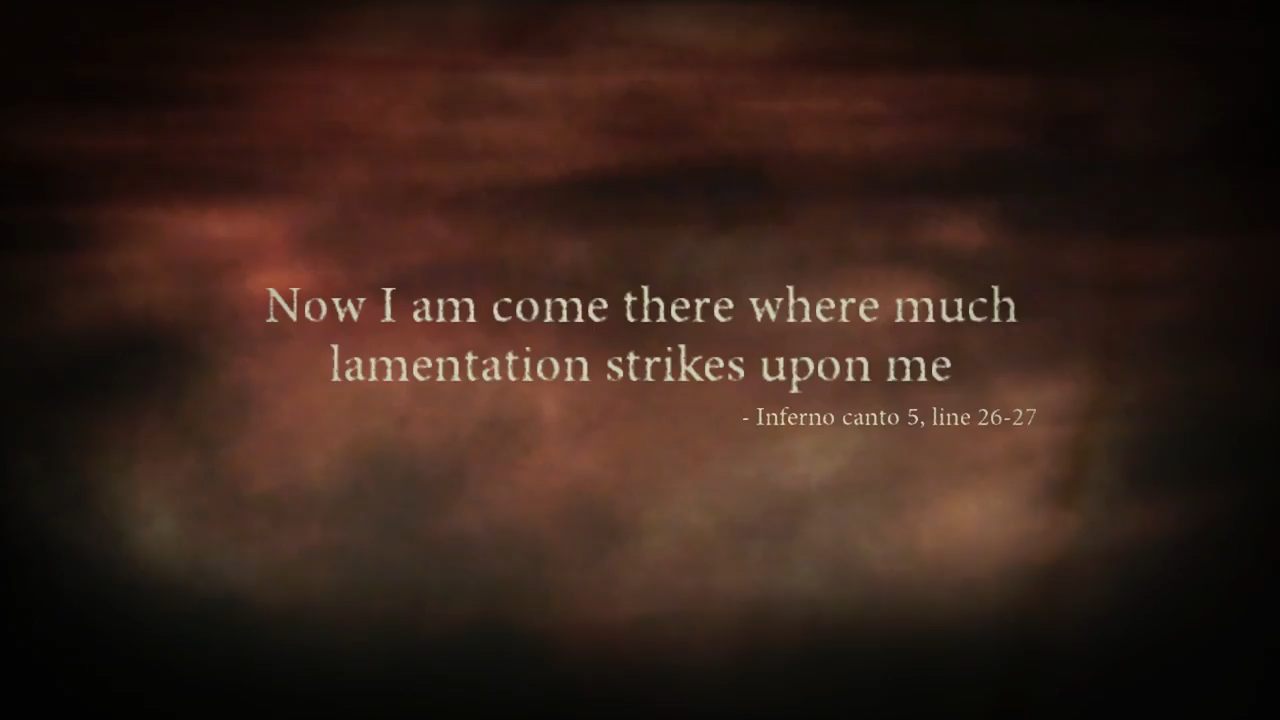 Now I am come there where much
lamentation strikes upon me
- Inferno canto 5, line 26-27